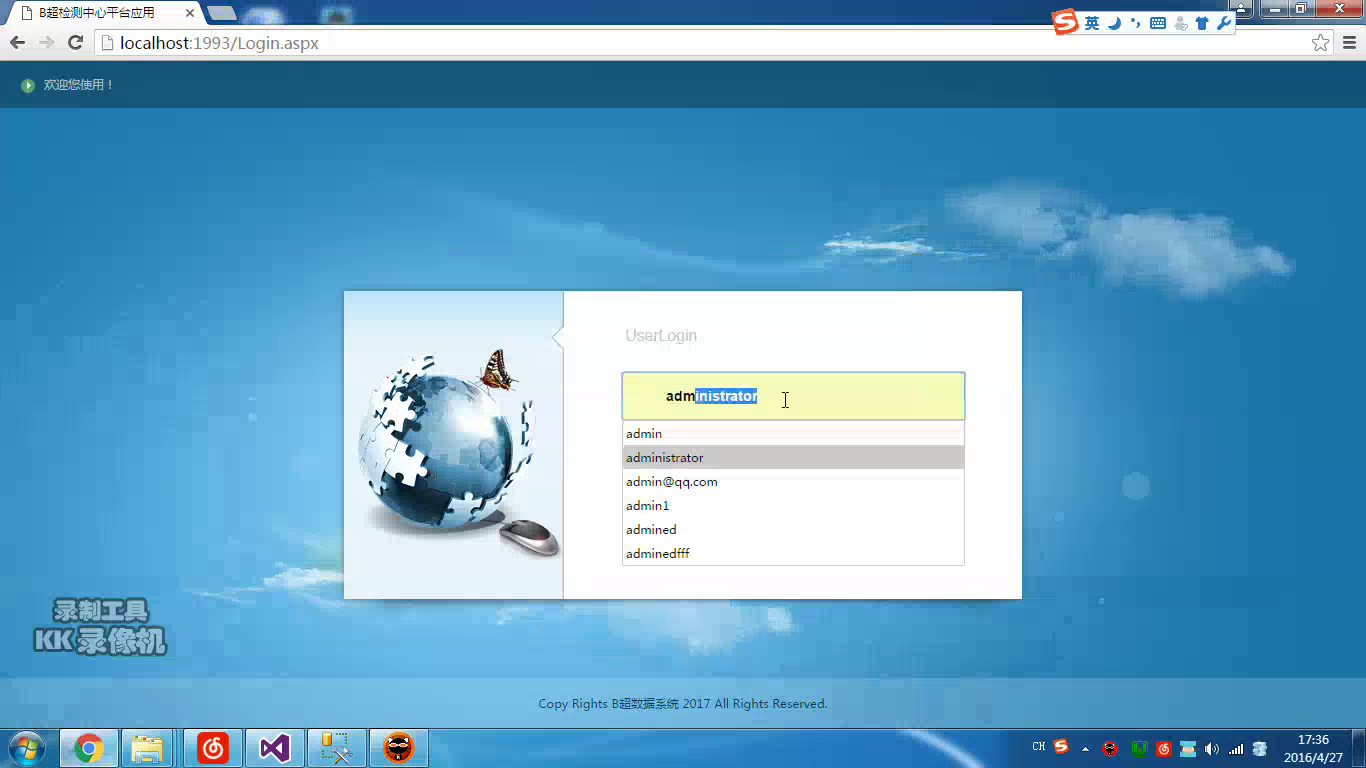 B超检测中心平台应用
英
localhost:1993/Login.aspx
欢迎您使用！
UserLogin
administrator
admin
administrator
admin@qq.com
admin1
admined
adminedfff
录制工具
KK录像机
Copy Rights B超数据系统 2017 All Rights Reserved.
CH
17:36
2016/4/27